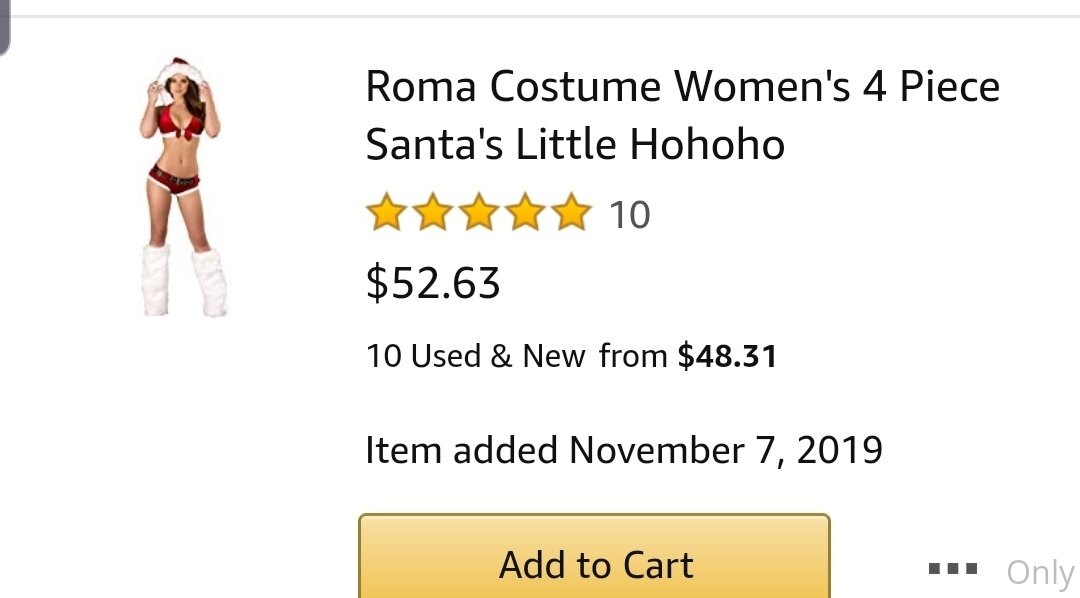 Roma Costume Women's 4 Piece
Santa's Little Hohoho
10
$52.63
10 Used & New from $48.31
Item added November 7, 2019
Add to Cart
... Only